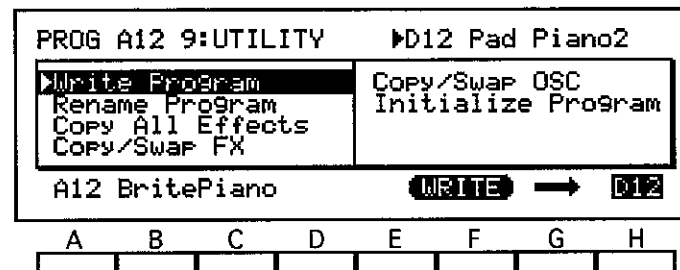 PROG A12 9:UTILITY ▶D12 Pad Piano2
▶Write Program
Rename Program
Copy All Effects
Copy/Swap FX
Copy/Swap OSC
Initialize Program
A12 BritePiano WRITE → D12
A B C D E F G H